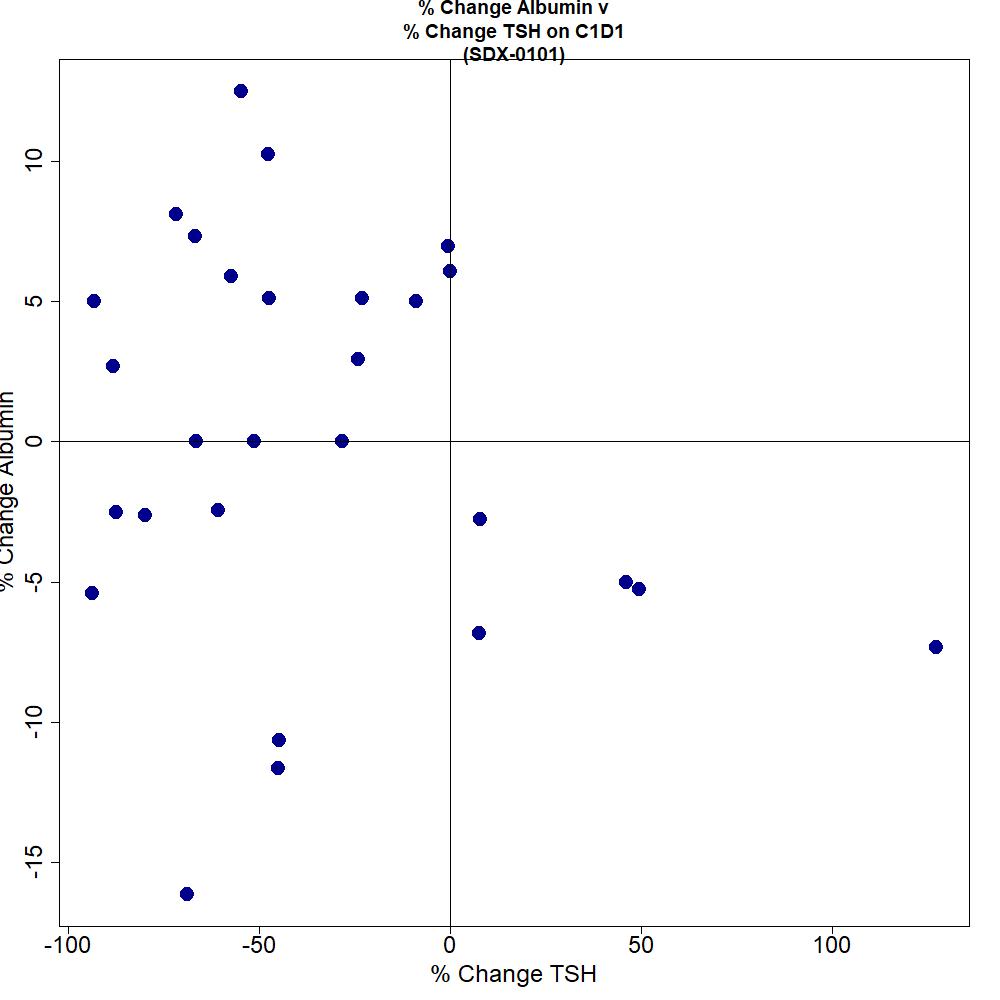 % Change Albumin v
% Change TSH on C1D1
(SDX-0101)
% Change Albumin
10
5
0
-5
-10
-15
-100 -50 0 50 100
% Change TSH